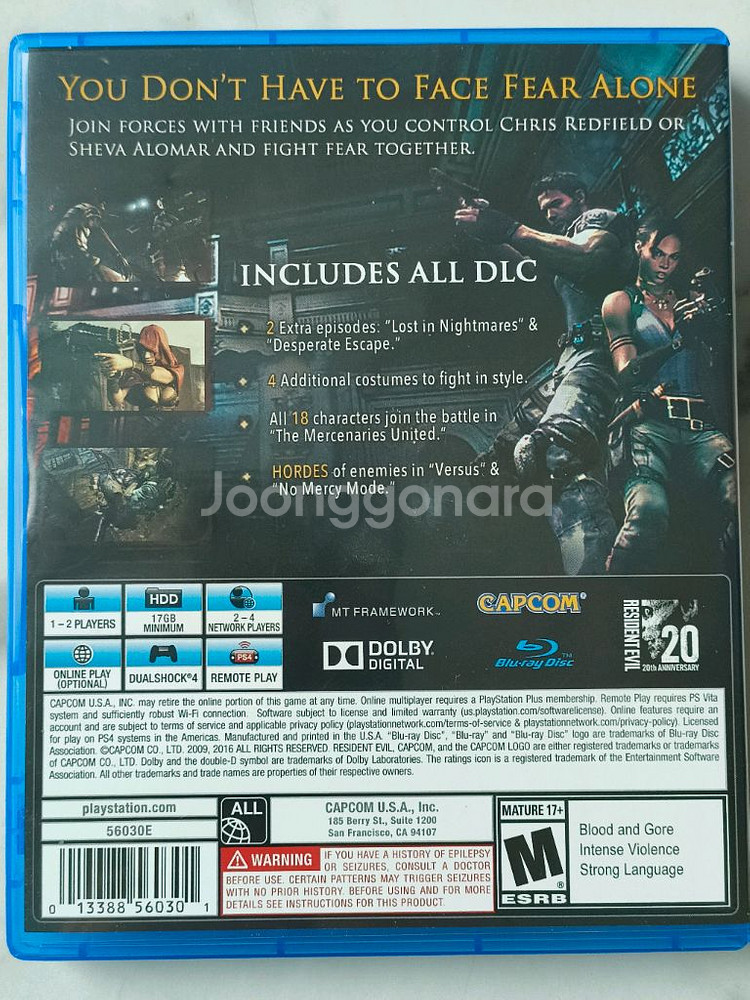 You Don't Have to Face Fear Alone
Join forces with friends as you control Chris Redfield or
Sheva Alomar and fight fear together.
INCLUDES ALL DLC
2 Extra episodes: "Lost in Nightmares" &
"Desperate Escape."
4 Additional costumes to fight in style.
All 18 characters join the battle in
"The Mercenaries United."
HORDES of enemies in "Versus" &
"No Mercy Mode."
Joonggonara
1 – 2 PLAYERS
HDD
17GB
MINIMUM
2 – 4
NETWORK PLAYERS
ONLINE PLAY
(OPTIONAL)
DUALSHOCK®4
PS4
REMOTE PLAY
MT FRAMEWORK™
CAPCOM®
DOLBY
DIGITAL
Blu-ray Disc™
RESIDENT EVIL
20
20th ANNIVERSARY
CAPCOM U.S.A., INC. may retire the online portion of this game at any time. Online multiplayer requires a PlayStation Plus membership. Remote Play requires PS Vita
system and sufficiently robust Wi-Fi connection. Software subject to license and limited warranty (us.playstation.com/softwarelicense). Online features require an
account and are subject to terms of service and applicable privacy policy (playstationnetwork.com/terms-of-service & playstationnetwork.com/privacy-policy). Licensed
for play on PS4 systems in the Americas. Manufactured and printed in the U.S.A. "Blu-ray Disc", "Blu-ray" and "Blu-ray Disc" logo are trademarks of Blu-ray Disc
Association. ©CAPCOM CO., LTD. 2009, 2016 ALL RIGHTS RESERVED. RESIDENT EVIL, CAPCOM, and the CAPCOM LOGO are either registered trademarks or trademarks
of CAPCOM CO., LTD. Dolby and the double-D symbol are trademarks of Dolby Laboratories. The ratings icon is a registered trademark of the Entertainment Software
Association. All other trademarks and trade names are properties of their respective owners.
playstation.com
56030E
ALL
CAPCOM U.S.A., Inc.
185 Berry St., Suite 1200
San Francisco, CA 94107
WARNING
IF YOU HAVE A HISTORY OF EPILEPSY
OR SEIZURES, CONSULT A DOCTOR
BEFORE USE. CERTAIN PATTERNS MAY TRIGGER SEIZURES
WITH NO PRIOR HISTORY. BEFORE USING AND FOR MORE
DETAILS SEE INSTRUCTIONS FOR THIS PRODUCT.
0 13388 56030 1
MATURE 17+
M
®
ESRB
Blood and Gore
Intense Violence
Strong Language